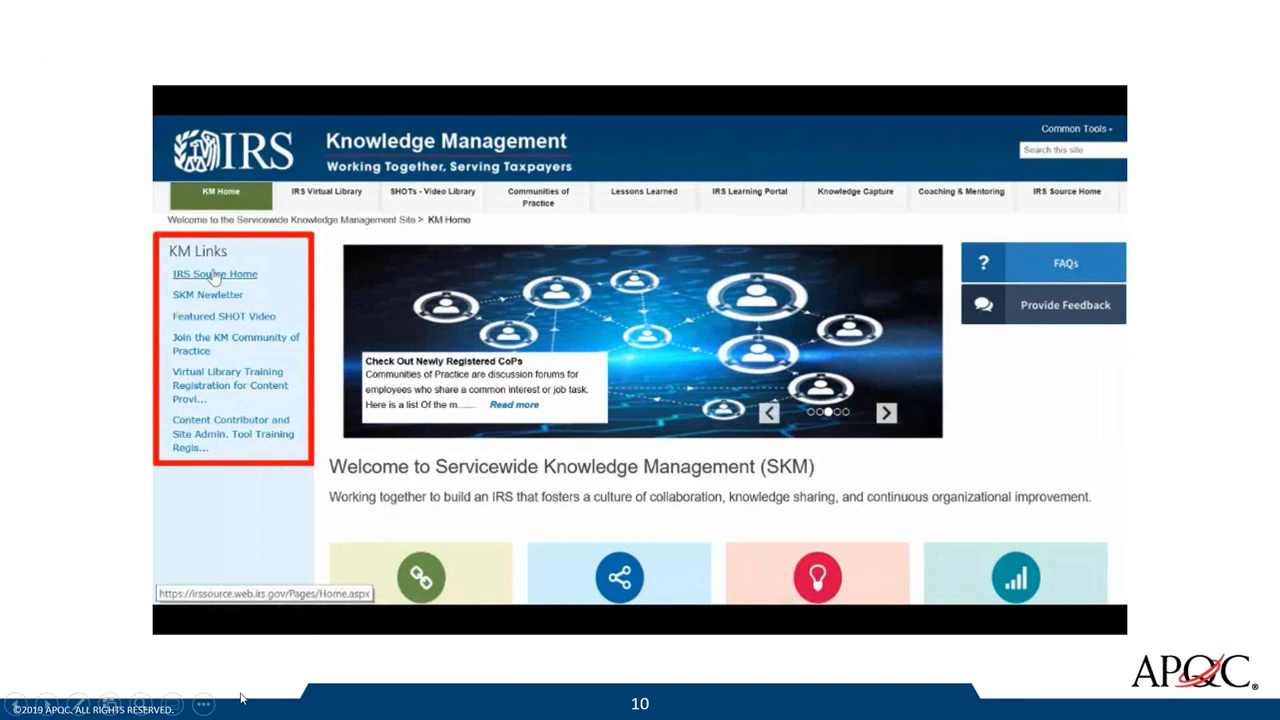 IRS
Knowledge Management
Working Together, Serving Taxpayers
Common Tools
Search this site
KM Home
IRS Virtual Library
SHOTs - Video Library
Communities of
Practice
Lessons Learned
IRS Learning Portal
Knowledge Capture
Coaching & Mentoring
IRS Source Home
Welcome to the Servicewide Knowledge Management Site > KM Home
KM Links
IRS Source Home
SKM Newletter
Featured SHOT Video
Join the KM Community of
Practice
Virtual Library Training
Registration for Content
Provi...
Content Contributor and
Site Admin. Tool Training
Regis...
Check Out Newly Registered CoPs
Communities of Practice are discussion forums for
employees who share a common interest or job task.
Here is a list Of the m....... Read more
? FAQs
Provide Feedback
Welcome to Servicewide Knowledge Management (SKM)
Working together to build an IRS that fosters a culture of collaboration, knowledge sharing, and continuous organizational improvement.
https://irssource.web.irs.gov/Pages/Home.aspx
APQC®
©2019 APQC. ALL RIGHTS RESERVED.
10